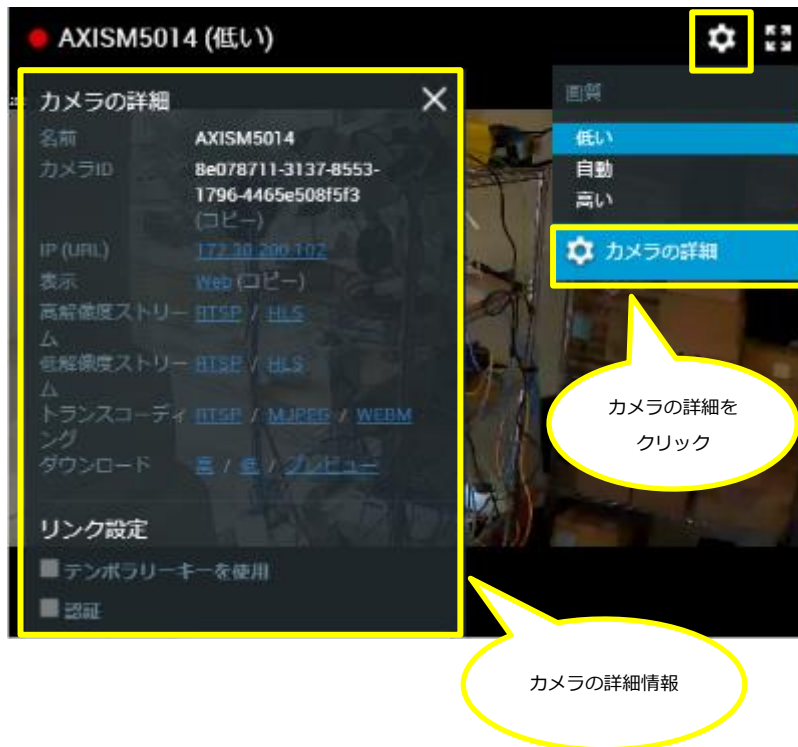 AXISM5014 (低い)
カメラの詳細
名前 AXISM5014
カメラID 8e078711-3137-8553-
1796-4465e508f5f3
(コピー)
IP (URL) 172.30.200.102
表示 Web (コピー)
高解像度ストリー RTSP / HLS
ム
低解像度ストリー RTSP / HLS
ム
トランスコーディ RTSP / MJPEG / WEBM
ング
ダウンロード 高 / 低 / プレビュー
リンク設定
テンポラリーキーを使用
認証
画質
低い
自動
高い
カメラの詳細
カメラの詳細を
クリック
カメラの詳細情報